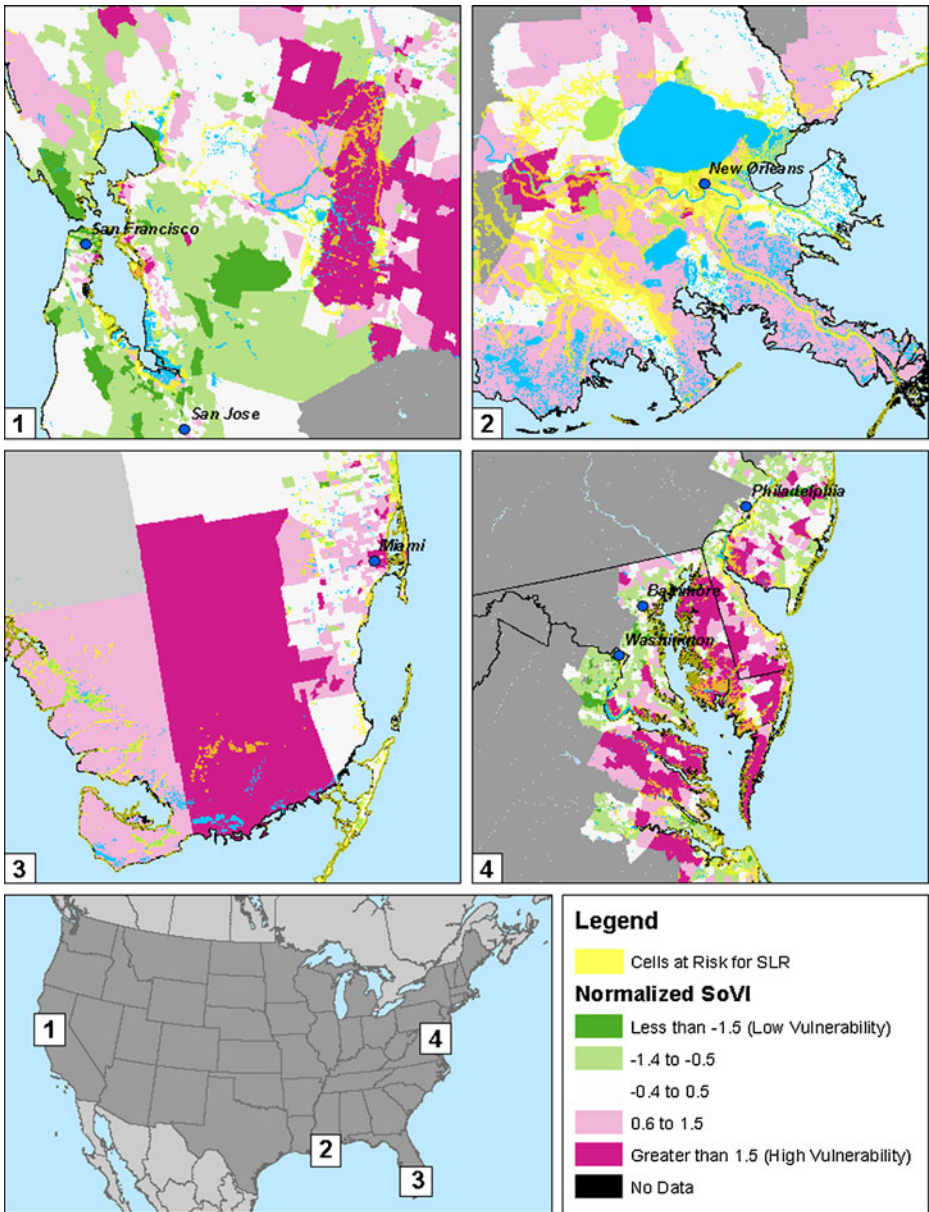 San Francisco
San Jose
1
New Orleans
2
Miami
3
Philadelphia
Baltimore
Washington
4
1
2
3
4
Legend
Cells at Risk for SLR
Normalized SoVI
Less than -1.5 (Low Vulnerability)
-1.4 to -0.5
-0.4 to 0.5
0.6 to 1.5
Greater than 1.5 (High Vulnerability)
No Data